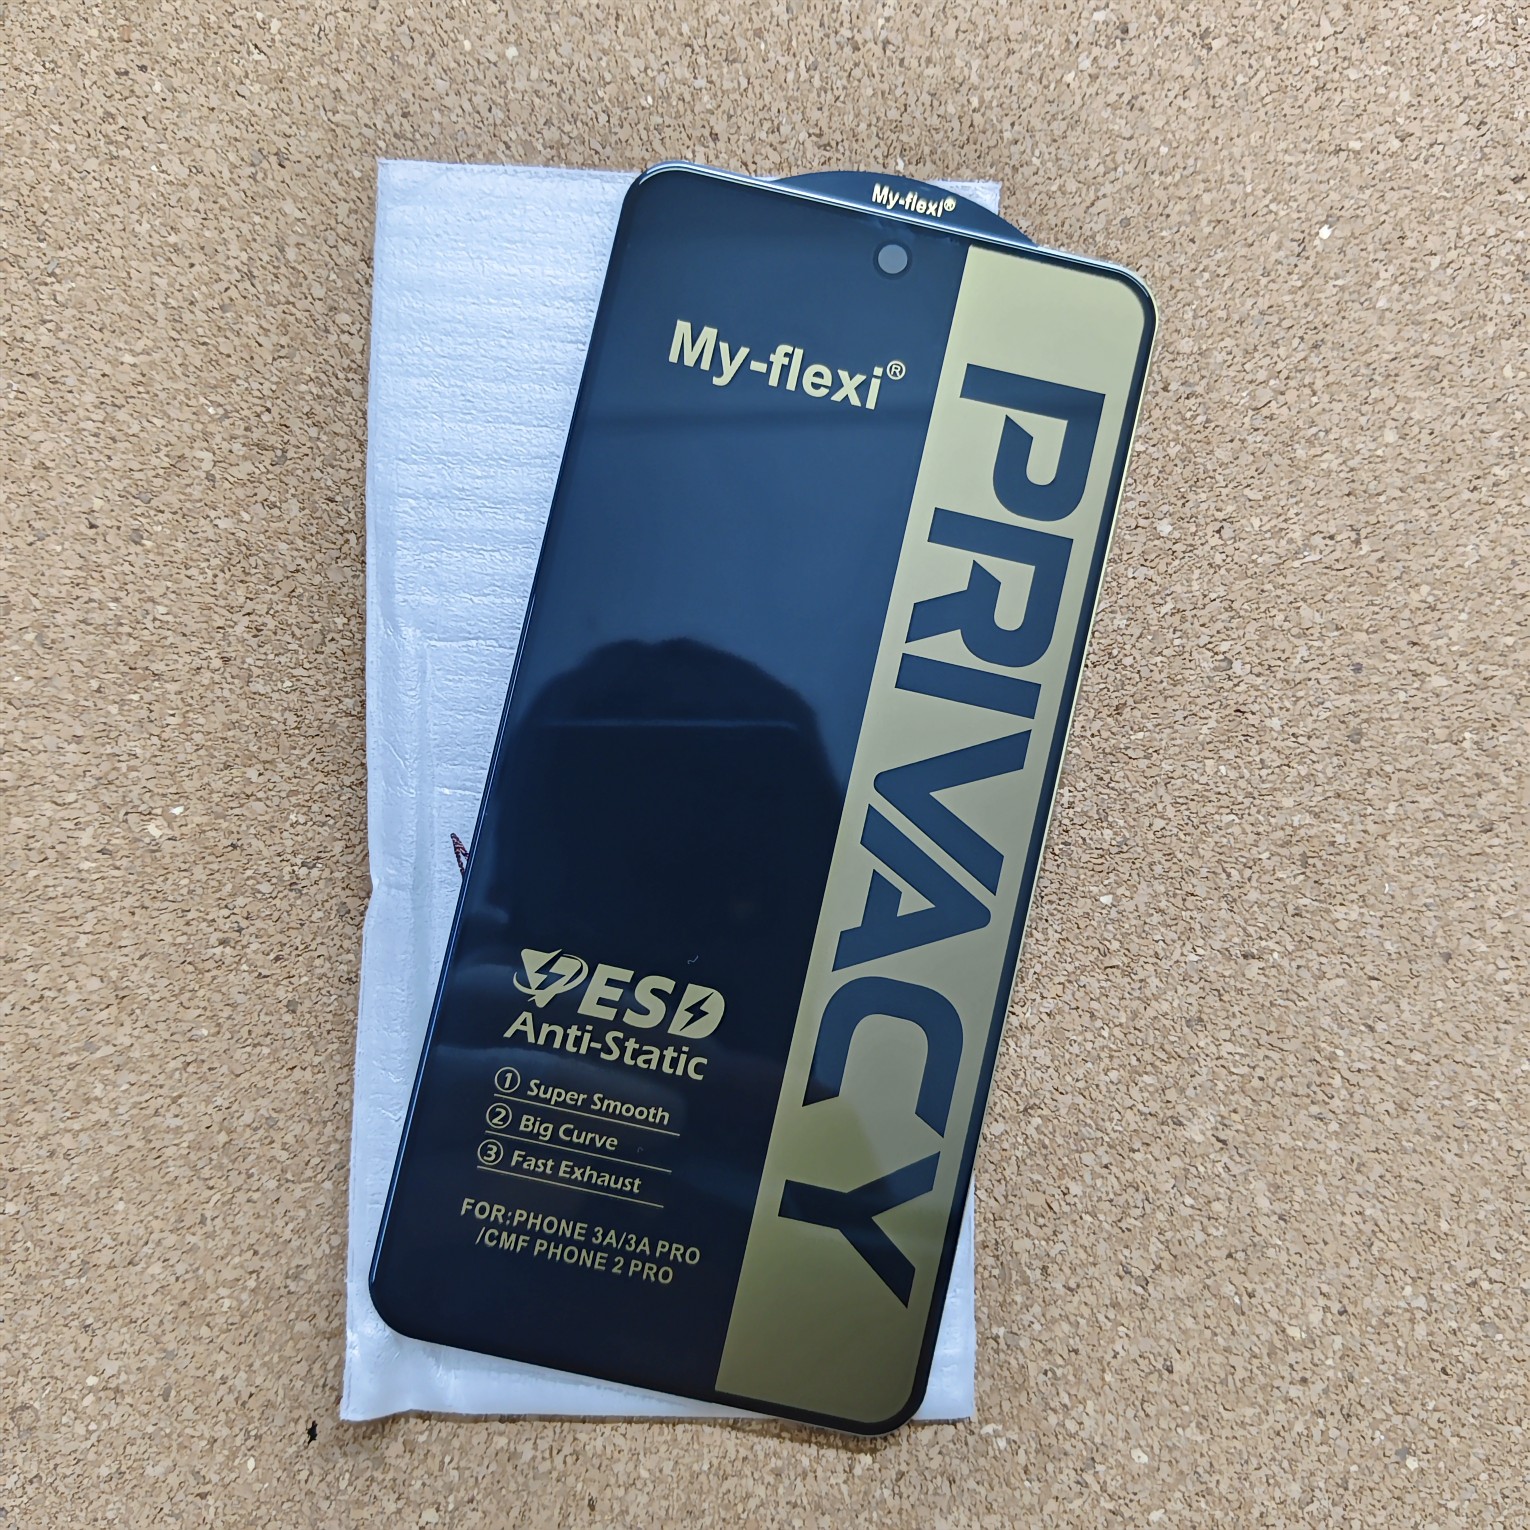 My-flexi®
My-flexi®
PRIVACY
ESD
Anti-Static
① Super Smooth
② Big Curve
③ Fast Exhaust
FOR:PHONE 3A/3A PRO
/CMF PHONE 2 PRO